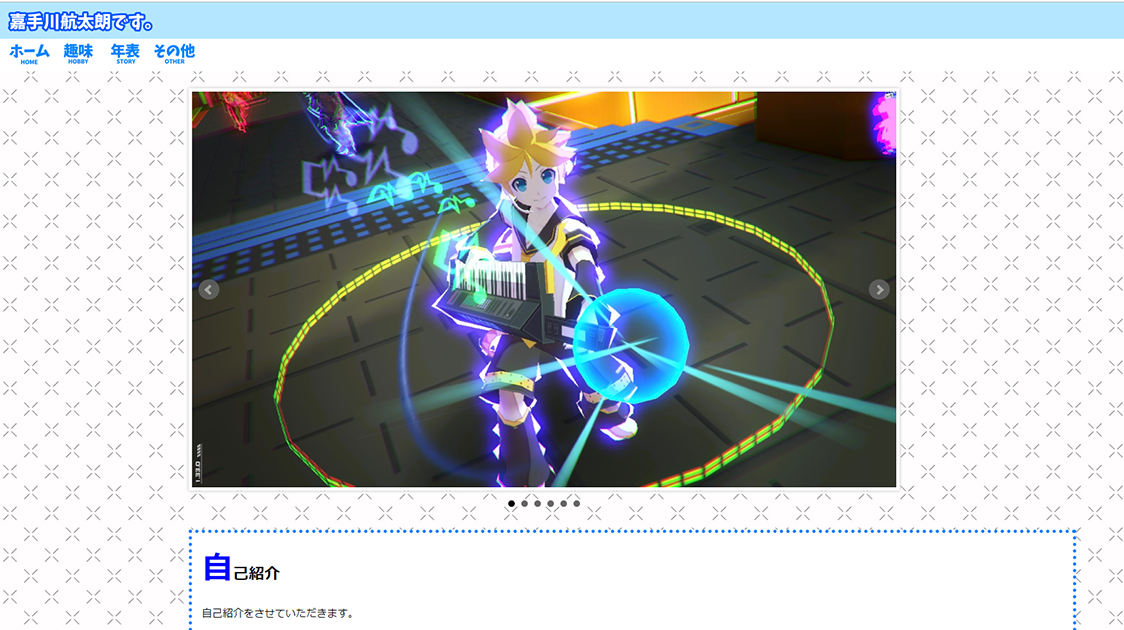 嘉手川航太朗です。
ホーム 趣味 年表 その他
HOME HOBBY STORY OTHER
自己紹介
自己紹介をさせていただきます。